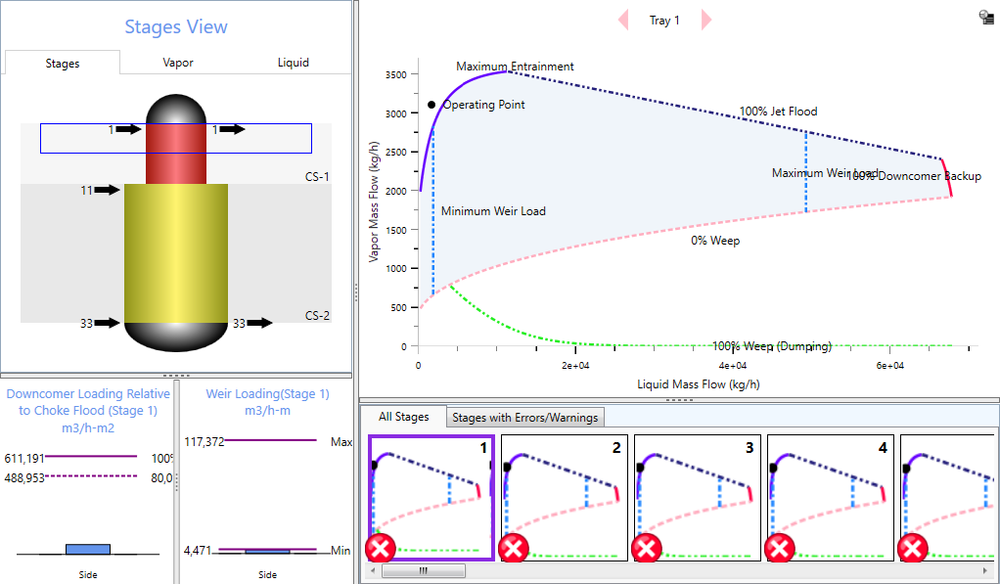 Stages View
Stages
Vapor
Liquid
1
1
CS-1
11
33
33
CS-2
Downcomer Loading Relative
to Choke Flood (Stage 1)
m3/h-m2
611,191
100%
488,953
80,0
Side
Weir Loading(Stage 1)
m3/h-m
117,372
Max
4,471
Min
Side
Tray 1
Maximum Entrainment
Operating Point
100% Jet Flood
Maximum Weir Load
100% Downcomer Backup
Minimum Weir Load
0% Weep
100% Weep (Dumping)
Vapor Mass Flow (kg/h)
3500
3000
2500
2000
1500
1000
500
0
0
2e+04
4e+04
6e+04
Liquid Mass Flow (kg/h)
All Stages
Stages with Errors/Warnings
1
2
3
4